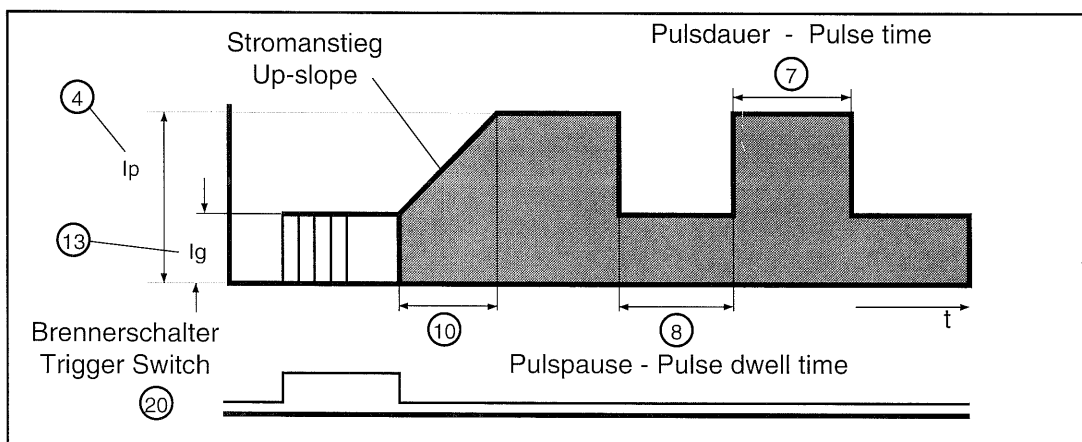 Stromanstieg
Up-slope
Pulsdauer - Pulse time
7
4
Ip
13
Ig
10
8
t
Brennerschalter
Trigger Switch
20
Pulspause - Pulse dwell time